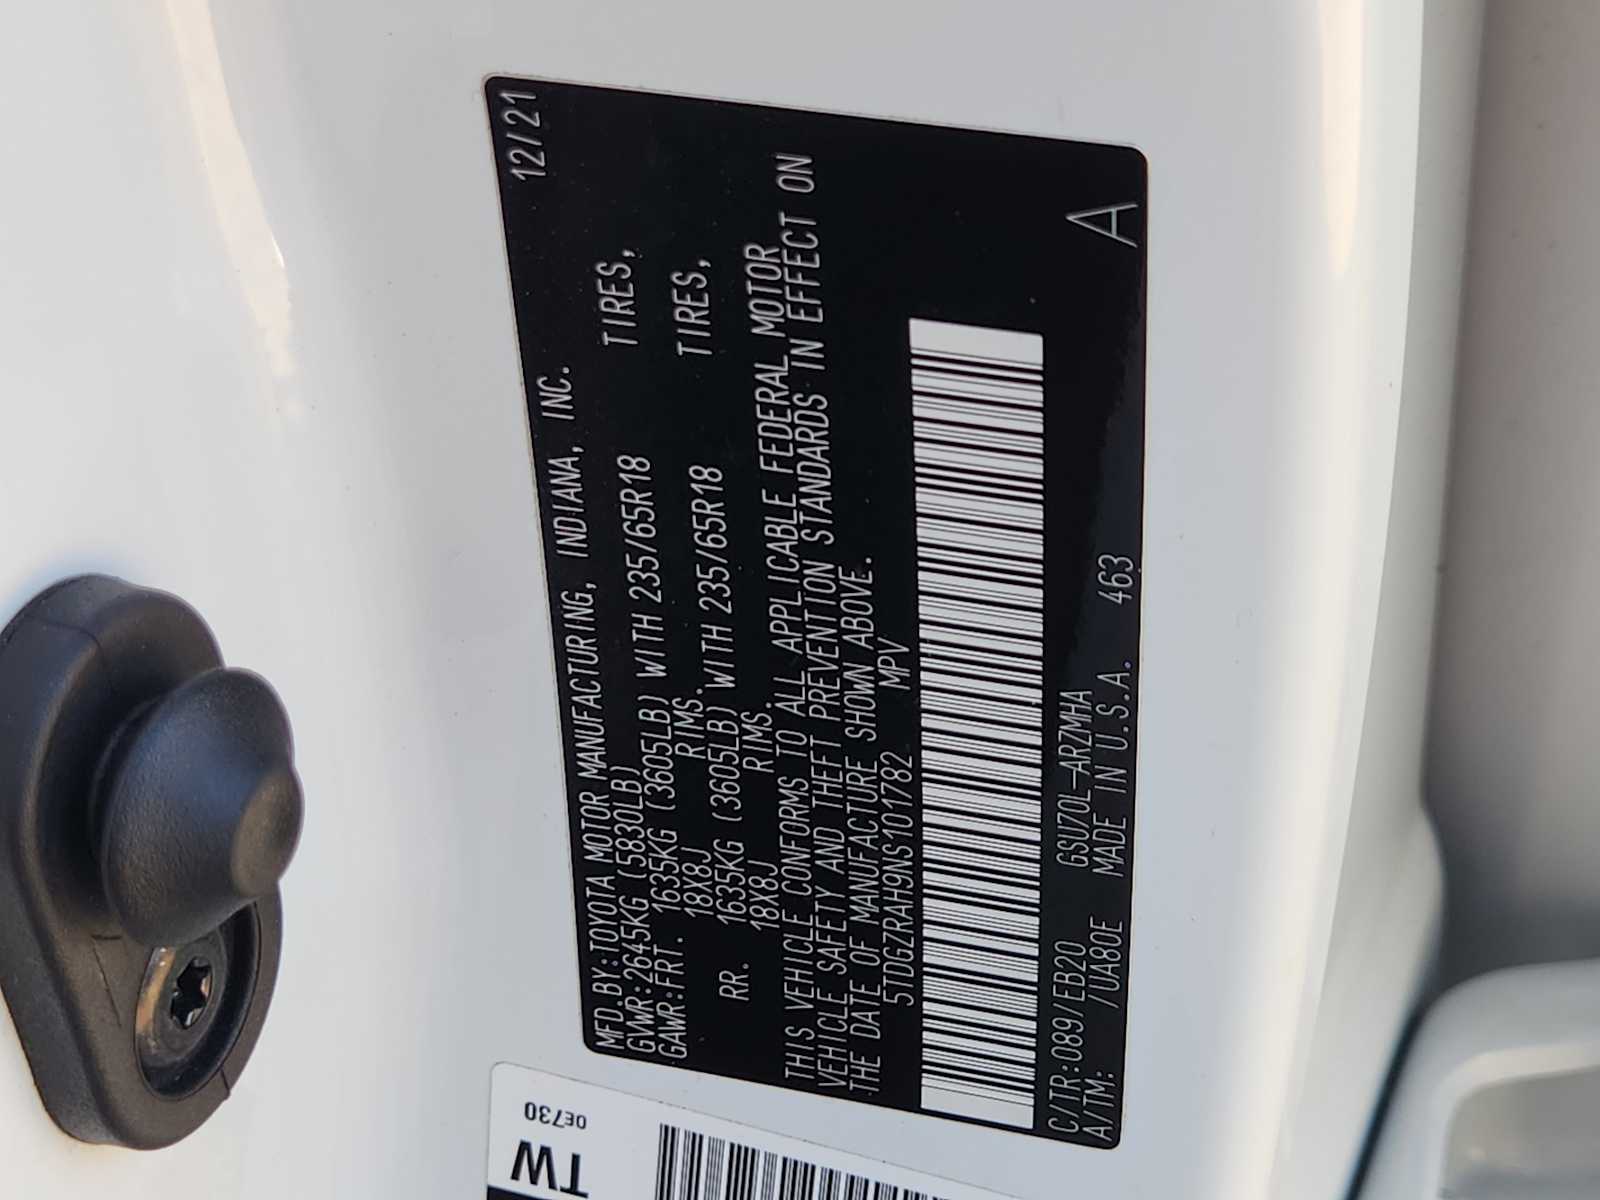 12/21
MFD.BY:TOYOTA MOTOR MANUFACTURING, INDIANA, INC.
GVWR:2645KG (5830LB)
GAWR:FRT. 1635KG (3605LB) WITH 235/65R18 TIRES,
18X8J RIMS.
RR. 1635KG (3605LB) WITH 235/65R18 TIRES,
18X8J RIMS.
THIS VEHICLE CONFORMS TO ALL APPLICABLE FEDERAL MOTOR
VEHICLE SAFETY AND THEFT PREVENTION STANDARDS IN EFFECT ON
THE DATE OF MANUFACTURE SHOWN ABOVE.
5TDGZRAH9NS101782 MPV
C/TR:089/EB20 GSU70L-ARZMHA A
A/TM: /UA80E MADE IN U.S.A. 463
0E730
TW